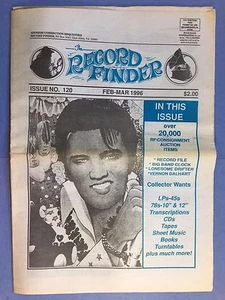 The
RECORD
FINDER
ISSUE NO. 120
FEB-MAR 1996
$2.00
IN THIS
ISSUE
over
20,000
RF-CONSIGNMENT
AUCTION
ITEMS
* RECORD FILE
* BIG BAND CLOCK
* LONESOME DRIFTER
* VERNON DALHART
Collector Wants
LPs-45s
78s-10" & 12"
Transcriptions
CDs
Tapes
Sheet Music
Books
Turntables
plus much more!